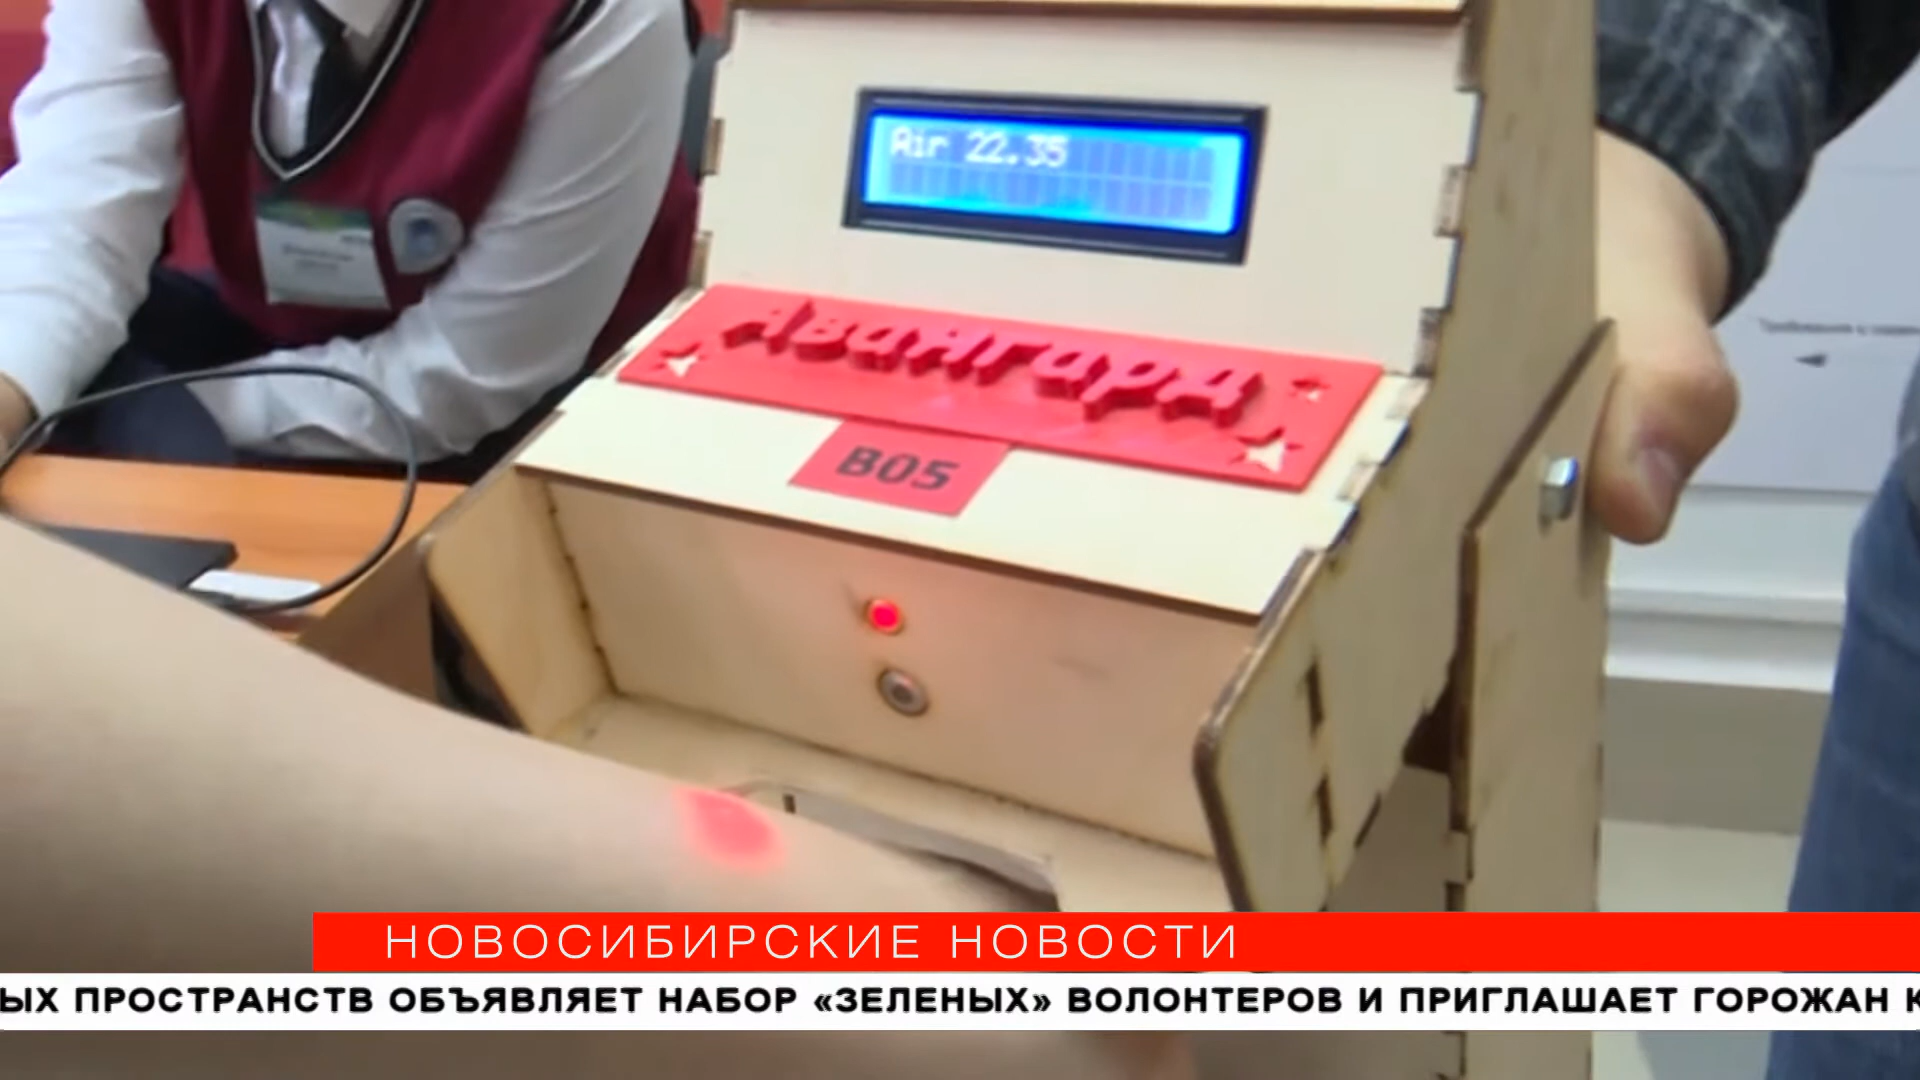 Air 22.35
Авангард
B05
НОВОСИБИРСКИЕ НОВОСТИ
ЫХ ПРОСТРАНСТВ ОБЪЯВЛЯЕТ НАБОР «ЗЕЛЕНЫХ» ВОЛОНТЕРОВ И ПРИГЛАШАЕТ ГОРОЖАН К